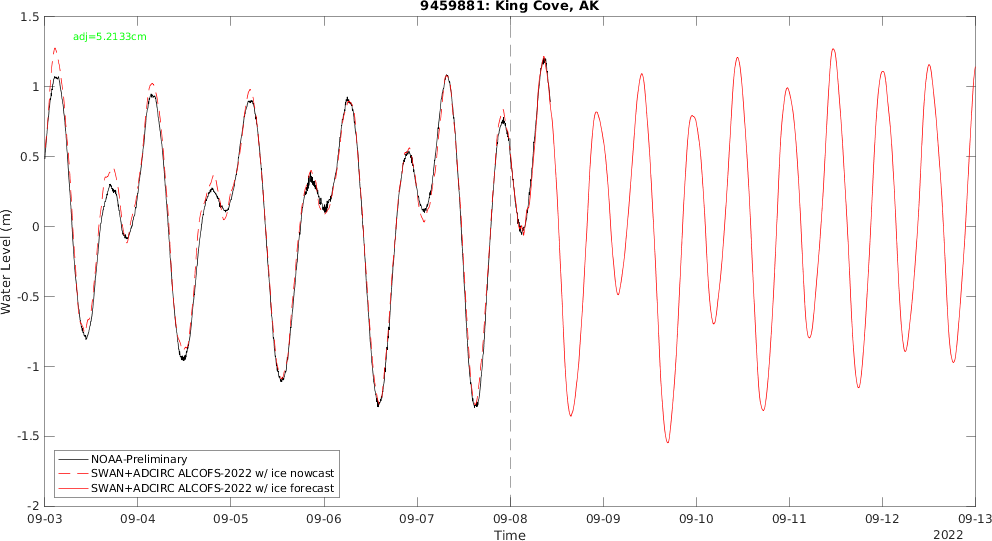 9459881: King Cove, AK
adj=5.2133cm
1.5
1
0.5
0
-0.5
-1
-1.5
-2
Water Level (m)
NOAA-Preliminary
SWAN+ADCIRC ALCOFS-2022 w/ ice nowcast
SWAN+ADCIRC ALCOFS-2022 w/ ice forecast
09-03 09-04 09-05 09-06 09-07 09-08 09-09 09-10 09-11 09-12 09-13
Time
2022